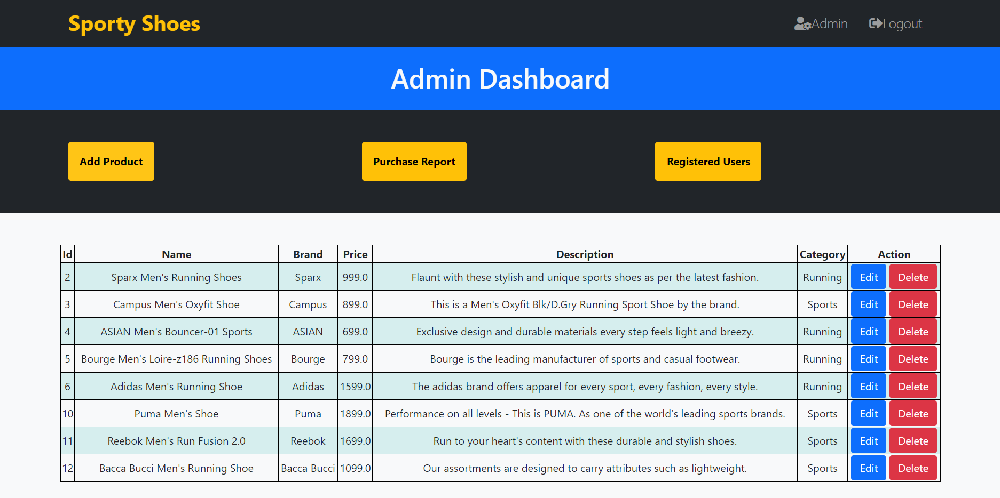 Sporty Shoes Admin Logout
Admin Dashboard
Add Product Purchase Report Registered Users
Id Name Brand Price Description Category Action
2 Sparx Men's Running Shoes Sparx 999.0 Flaunt with these stylish and unique sports shoes as per the latest fashion. Running Edit Delete
3 Campus Men's Oxyfit Shoe Campus 899.0 This is a Men's Oxyfit Blk/D.Gry Running Sport Shoe by the brand. Sports Edit Delete
4 ASIAN Men's Bouncer-01 Sports ASIAN 699.0 Exclusive design and durable materials every step feels light and breezy. Running Edit Delete
5 Bourge Men's Loire-z186 Running Shoes Bourge 799.0 Bourge is the leading manufacturer of sports and casual footwear. Running Edit Delete
6 Adidas Men's Running Shoe Adidas 1599.0 The adidas brand offers apparel for every sport, every fashion, every style. Running Edit Delete
10 Puma Men's Shoe Puma 1899.0 Performance on all levels - This is PUMA. As one of the world’s leading sports brands. Sports Edit Delete
11 Reebok Men's Run Fusion 2.0 Reebok 1699.0 Run to your heart's content with these durable and stylish shoes. Sports Edit Delete
12 Bacca Bucci Men's Running Shoe Bacca Bucci 1099.0 Our assortments are designed to carry attributes such as lightweight. Sports Edit Delete